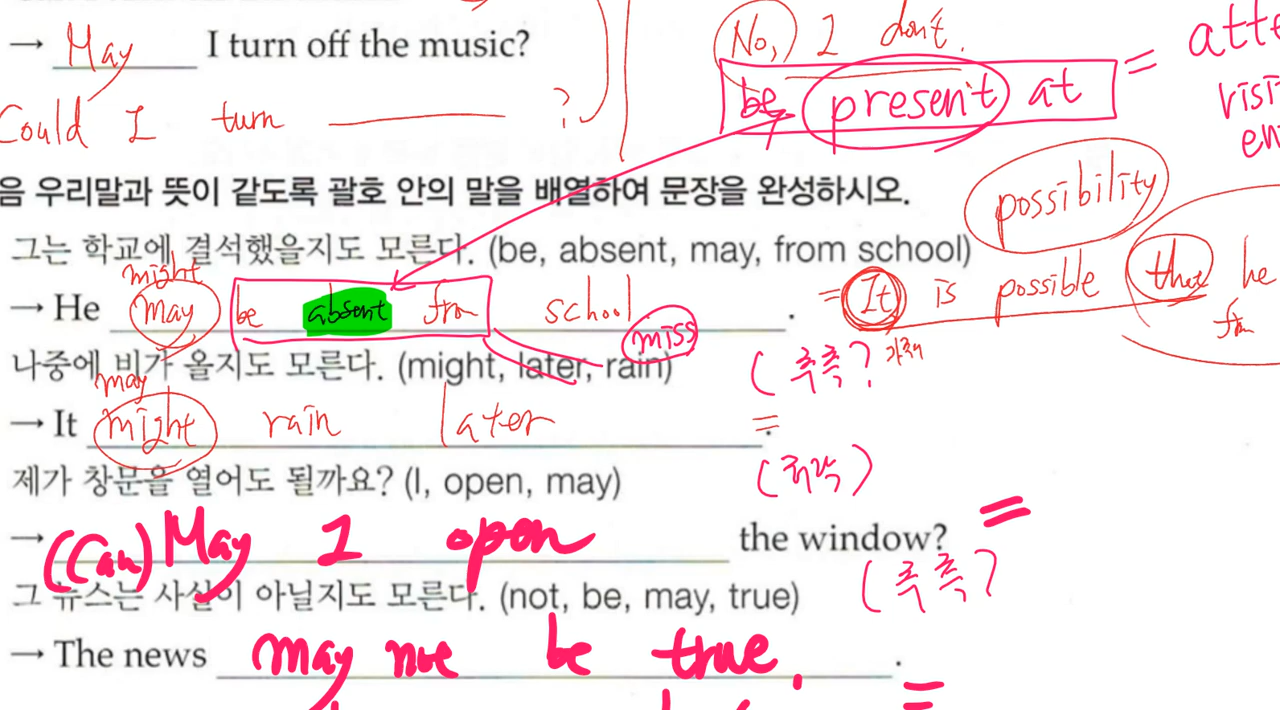 → May I turn off the music?
Could I turn ?
No, I don't.
be present at =
음 우리말과 뜻이 같도록 괄호 안의 말을 배열하여 문장을 완성하시오.
possibility
그는 학교에 결석했을지도 모른다. (be, absent, may, from school)
might
→ He may be absent from school .
= It is possible that he
miss
나중에 비가 올지도 모른다. (might, later, rain)
(추측)
may
→ It might rain later .
=
제가 창문을 열어도 될까요? (I, open, may)
(허락)
→ (Can) May I open the window?
=
그 뉴스는 사실이 아닐지도 모른다. (not, be, may, true)
(추측)
→ The news may not be true .
=